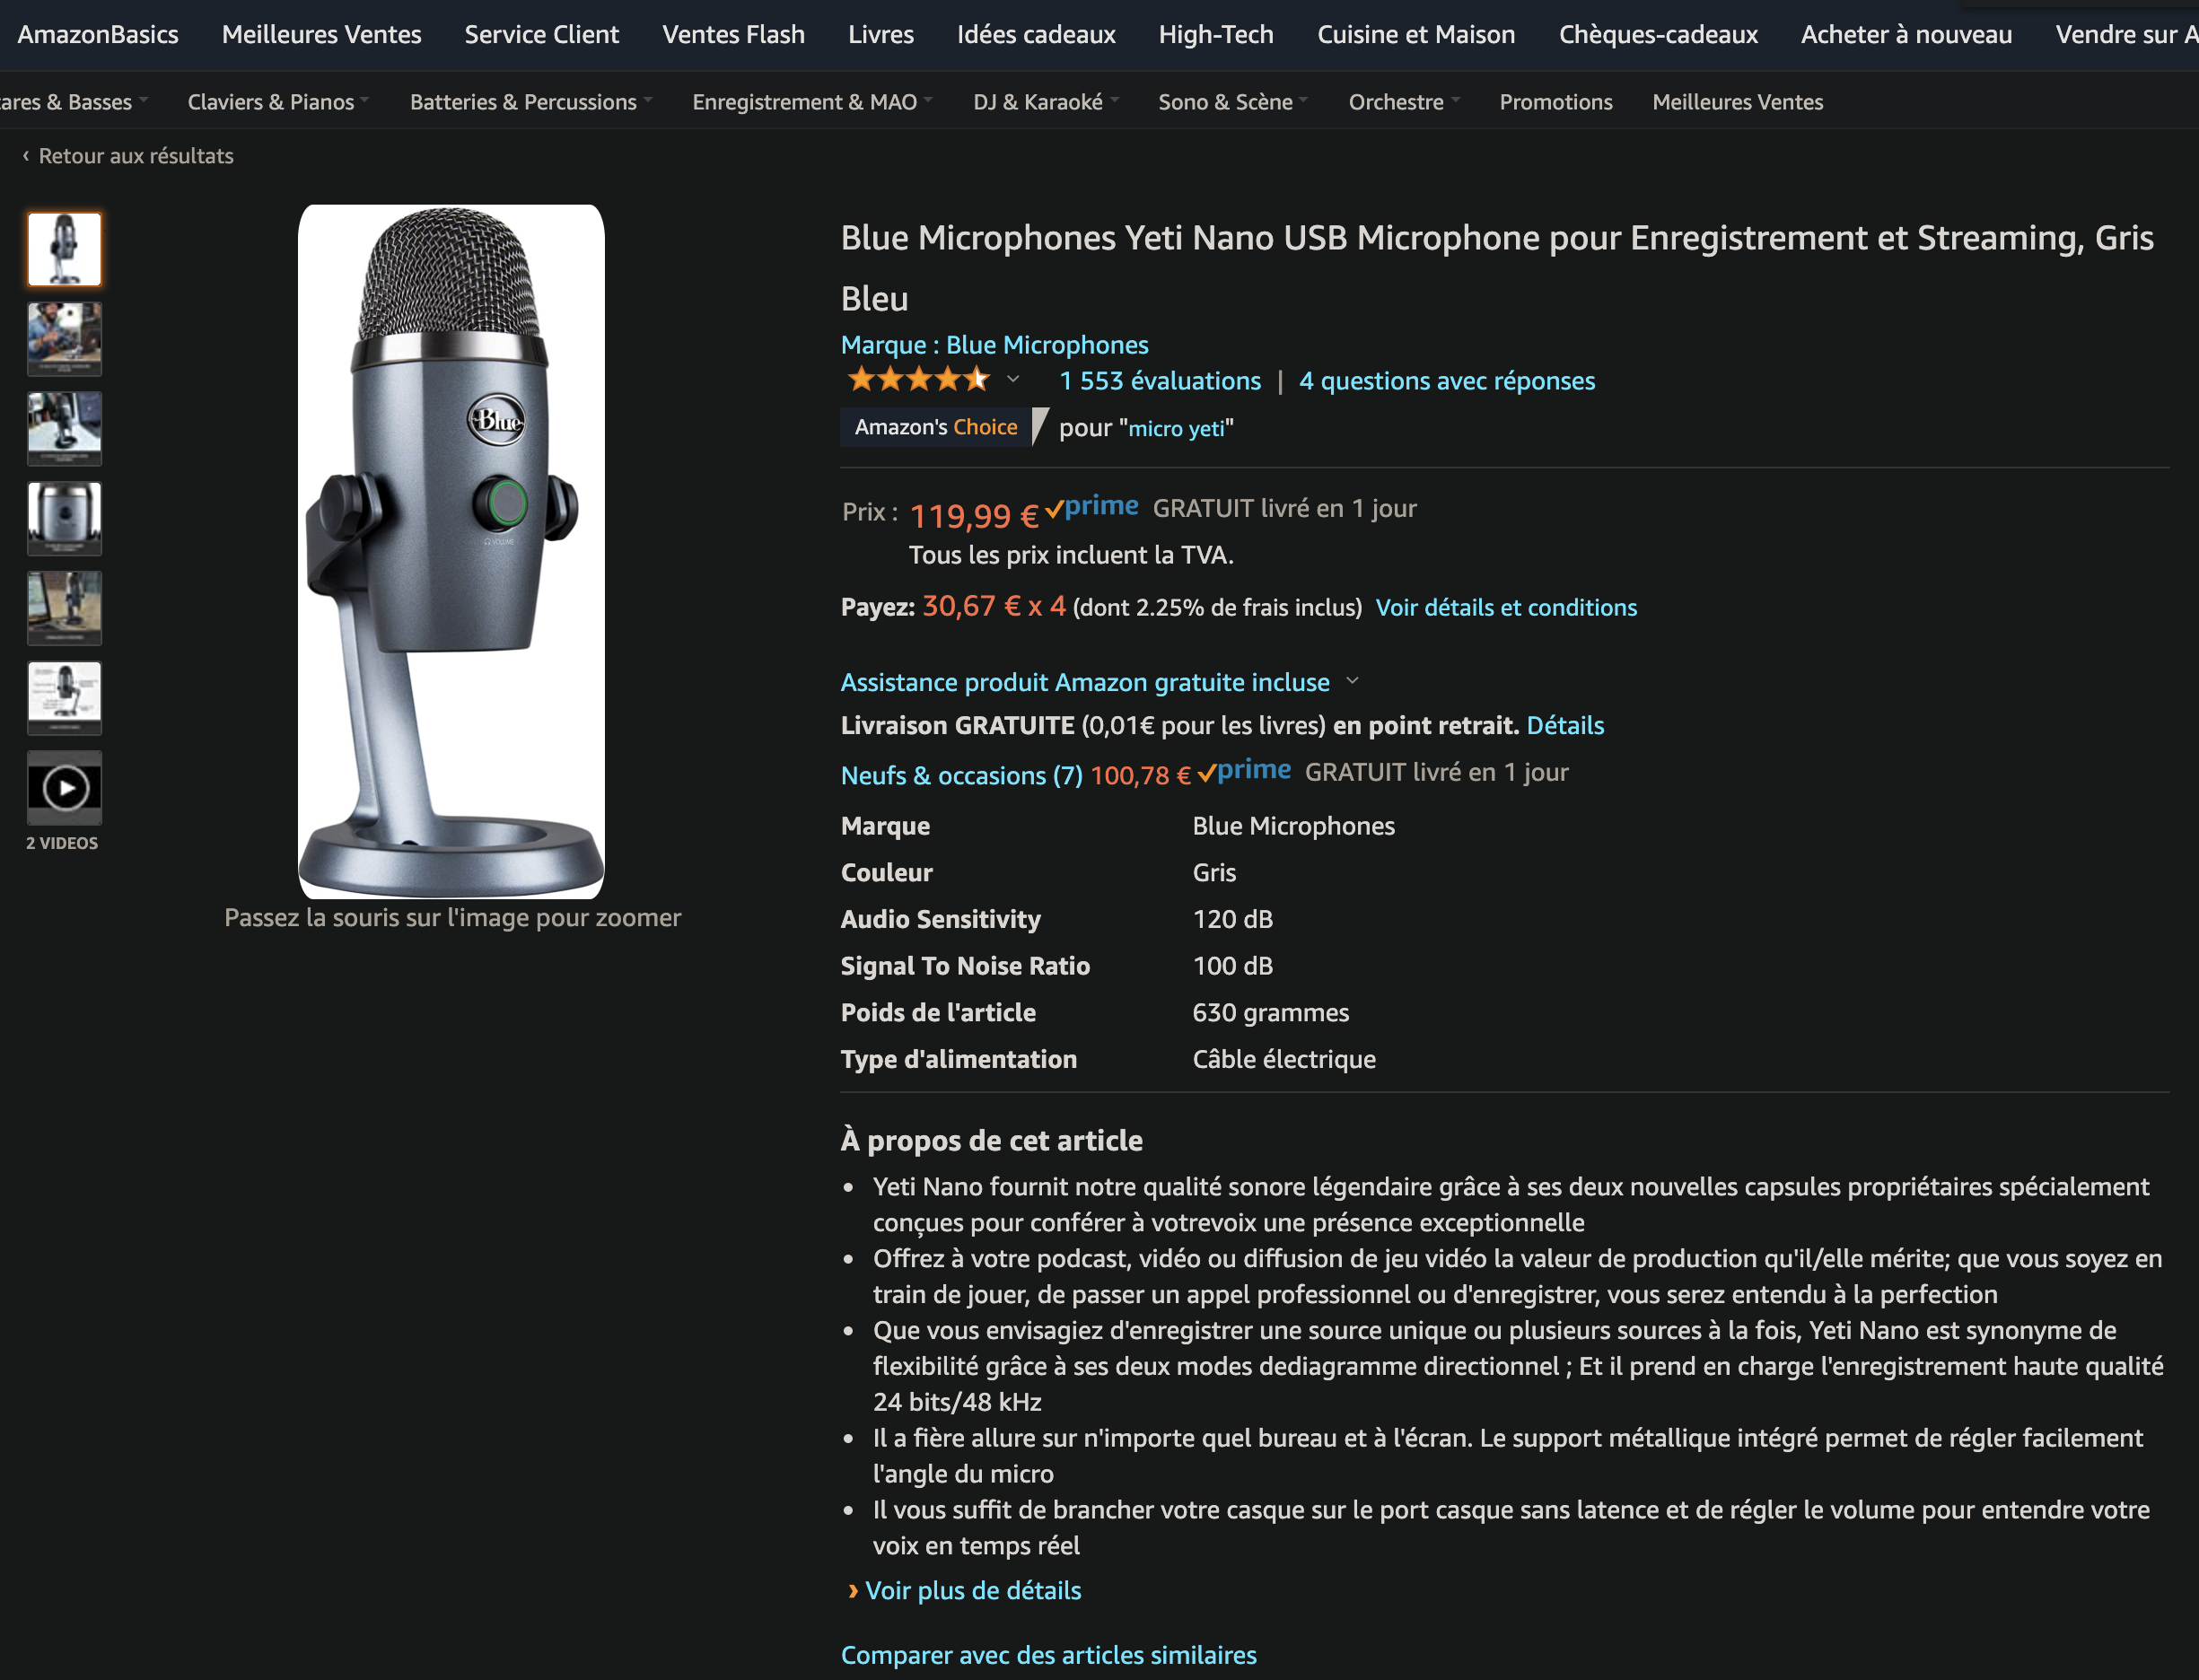 AmazonBasics Meilleures Ventes Service Client Ventes Flash Livres Idées cadeaux High-Tech Cuisine et Maison Chèques-cadeaux Acheter à nouveau Vendre sur A
ares & Basses Claviers & Pianos Batteries & Percussions Enregistrement & MAO DJ & Karaoké Sono & Scène Orchestre Promotions Meilleures Ventes
‹ Retour aux résultats
2 VIDEOS
Blue
VOLUME
Passez la souris sur l'image pour zoomer
Blue Microphones Yeti Nano USB Microphone pour Enregistrement et Streaming, Gris
Bleu
Marque : Blue Microphones
1 553 évaluations | 4 questions avec réponses
Amazon's Choice pour "micro yeti"
Prix : 119,99 € prime GRATUIT livré en 1 jour
Tous les prix incluent la TVA.
Payez: 30,67 € x 4 (dont 2.25% de frais inclus) Voir détails et conditions
Assistance produit Amazon gratuite incluse
Livraison GRATUITE (0,01€ pour les livres) en point retrait. Détails
Neufs & occasions (7) 100,78 € prime GRATUIT livré en 1 jour
Marque Blue Microphones
Couleur Gris
Audio Sensitivity 120 dB
Signal To Noise Ratio 100 dB
Poids de l'article 630 grammes
Type d'alimentation Câble électrique
À propos de cet article
• Yeti Nano fournit notre qualité sonore légendaire grâce à ses deux nouvelles capsules propriétaires spécialement
conçues pour conférer à votrevoix une présence exceptionnelle
• Offrez à votre podcast, vidéo ou diffusion de jeu vidéo la valeur de production qu'il/elle mérite; que vous soyez en
train de jouer, de passer un appel professionnel ou d'enregistrer, vous serez entendu à la perfection
• Que vous envisagiez d'enregistrer une source unique ou plusieurs sources à la fois, Yeti Nano est synonyme de
flexibilité grâce à ses deux modes dediagramme directionnel ; Et il prend en charge l'enregistrement haute qualité
24 bits/48 kHz
• Il a fière allure sur n'importe quel bureau et à l'écran. Le support métallique intégré permet de régler facilement
l'angle du micro
• Il vous suffit de brancher votre casque sur le port casque sans latence et de régler le volume pour entendre votre
voix en temps réel
› Voir plus de détails
Comparer avec des articles similaires